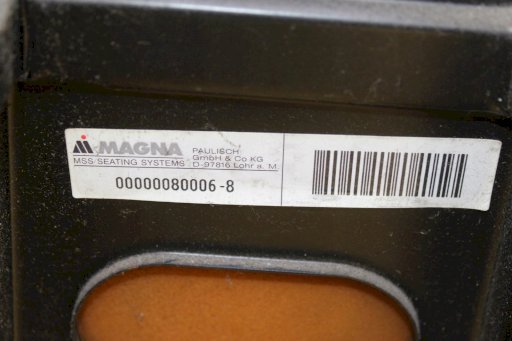 MAGNA
MSS/SEATING SYSTEMS
PAULISCH
GmbH & Co KG
D-97816 Lohr a. M
00000080006-8